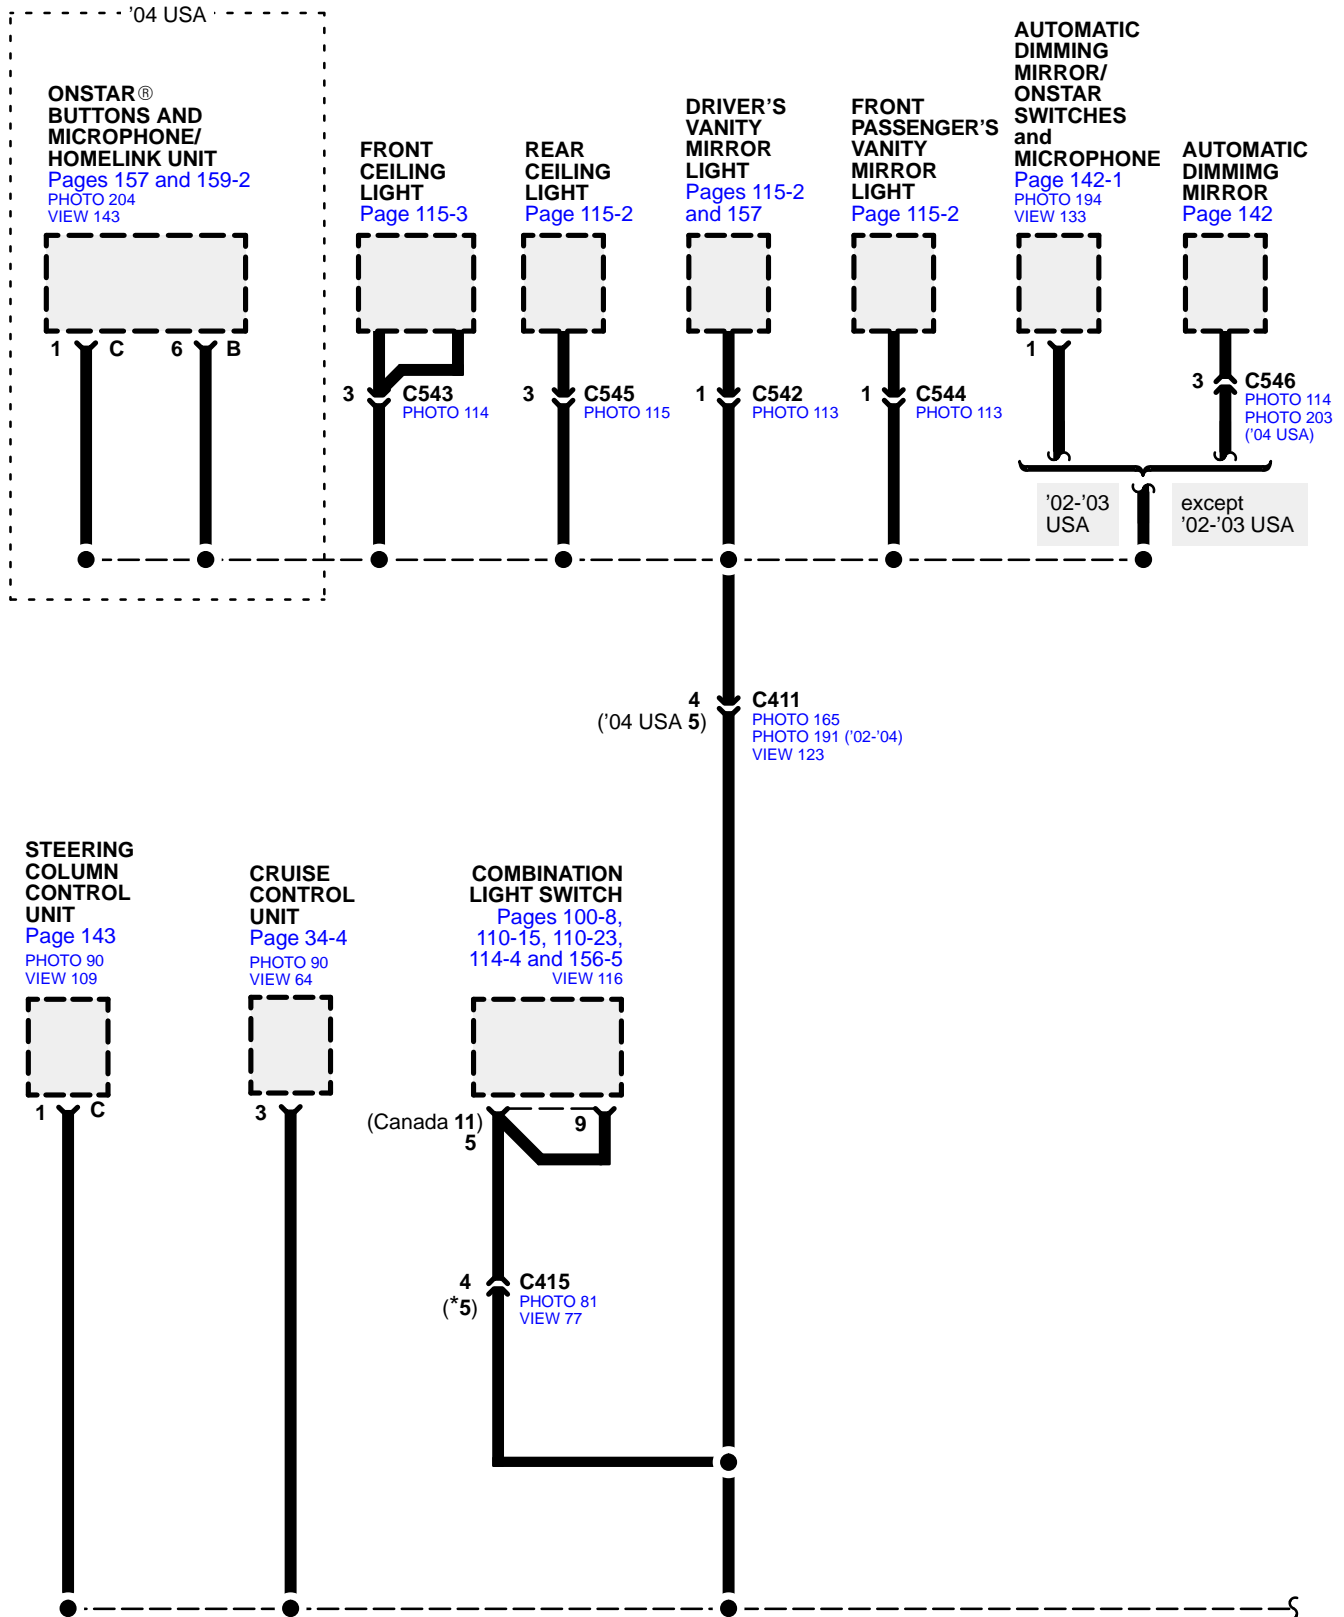 '04 USA
ONSTAR®
BUTTONS AND
MICROPHONE/
HOMELINK UNIT
Pages 157 and 159-2
PHOTO 204
VIEW 143
FRONT
CEILING
LIGHT
Page 115-3
REAR
CEILING
LIGHT
Page 115-2
DRIVER'S
VANITY
MIRROR
LIGHT
Pages 115-2
and 157
FRONT
PASSENGER'S
VANITY
MIRROR
LIGHT
Page 115-2
AUTOMATIC
DIMMING
MIRROR/
ONSTAR
SWITCHES
and
MICROPHONE
Page 142-1
PHOTO 194
VIEW 133
AUTOMATIC
DIMMIMG
MIRROR
Page 142
1 C
6 B
3 C543
PHOTO 114
3 C545
PHOTO 115
1 C542
PHOTO 113
1 C544
PHOTO 113
1
3 C546
PHOTO 114
PHOTO 203
('04 USA)
'02-'03
USA
except
'02-'03 USA
4 C411
('04 USA 5)
PHOTO 165
PHOTO 191 ('02-'04)
VIEW 123
STEERING
COLUMN
CONTROL
UNIT
Page 143
PHOTO 90
VIEW 109
CRUISE
CONTROL
UNIT
Page 34-4
PHOTO 90
VIEW 64
COMBINATION
LIGHT SWITCH
Pages 100-8,
110-15, 110-23,
114-4 and 156-5
VIEW 116
1 C
3
(Canada 11)
5
9
4 C415
(*5)
PHOTO 81
VIEW 77